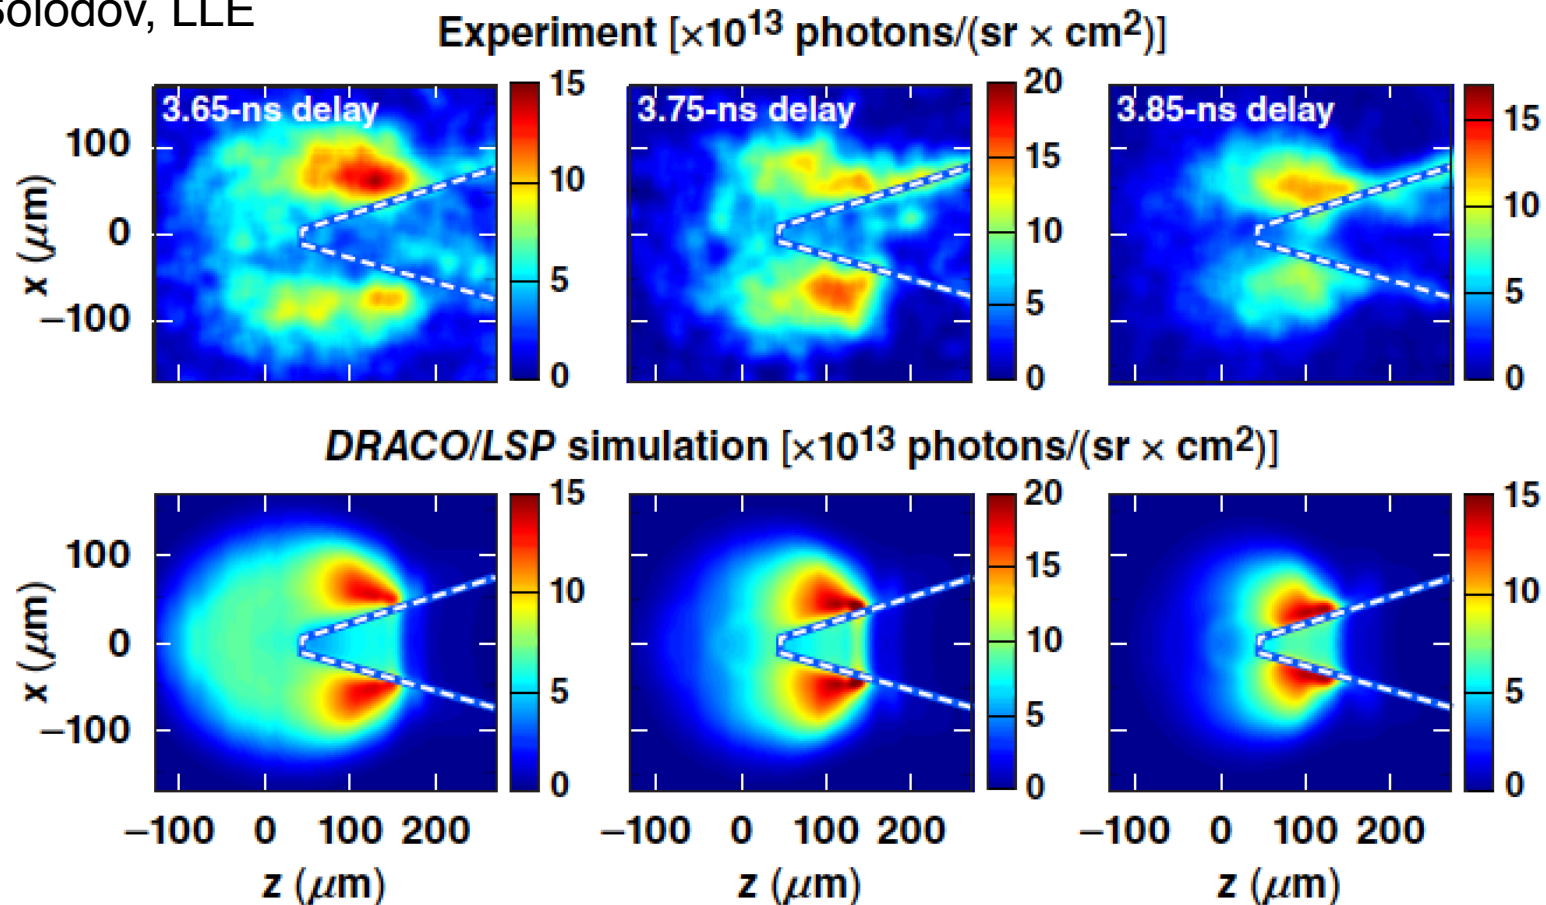 Solodov, LLE
Experiment [×10¹³ photons/(sr × cm²)]
3.65-ns delay
3.75-ns delay
3.85-ns delay
100
0
−100
x (μm)
15
10
5
0
20
15
10
5
0
15
10
5
0
DRACO/LSP simulation [×10¹³ photons/(sr × cm²)]
100
0
−100
x (μm)
15
10
5
0
20
15
10
5
0
15
10
5
0
−100 0 100 200
−100 0 100 200
−100 0 100 200
z (μm)
z (μm)
z (μm)